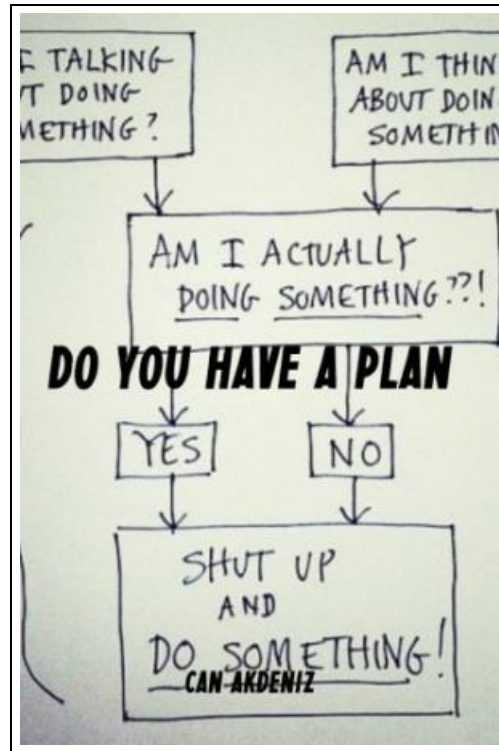 I TALKING
T DOING
METHING?
AM I THIN
ABOUT DOIN
SOMETHIN
AM I ACTUALLY
DOING SOMETHING??!
DO YOU HAVE A PLAN
YES
NO
SHUT UP
AND
DO SOMETHING!
CAN AKDENIZ